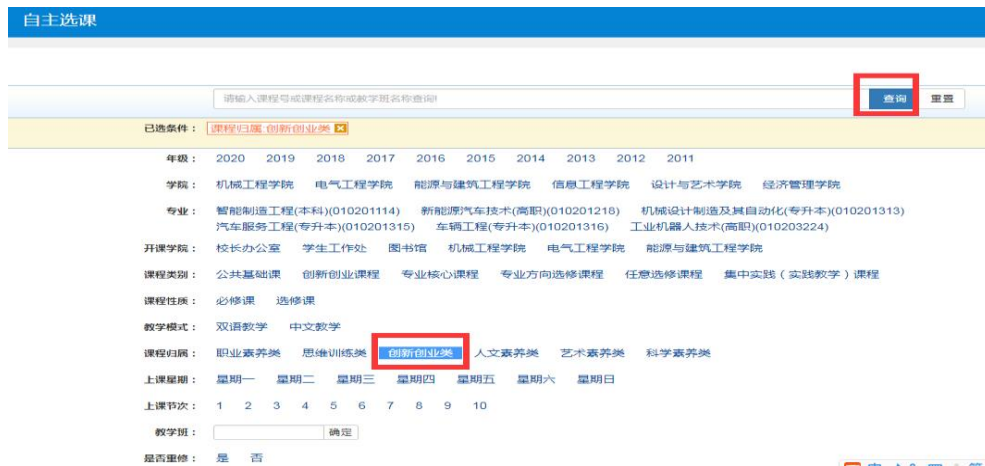 自主选课
请输入课程号或课程名称或教学班名称查询! 查询 重置
已选条件： 课程归属:创新创业类
年级： 2020 2019 2018 2017 2016 2015 2014 2013 2012 2011
学院： 机械工程学院 电气工程学院 能源与建筑工程学院 信息工程学院 设计与艺术学院 经济管理学院
专业： 智能制造工程(本科)(010201114) 新能源汽车技术(高职)(010201218) 机械设计制造及其自动化(专升本)(010201313)
汽车服务工程(专升本)(010201315) 车辆工程(专升本)(010201316) 工业机器人技术(高职)(010203224)
开课学院： 校长办公室 学生工作处 图书馆 机械工程学院 电气工程学院 能源与建筑工程学院
课程类别： 公共基础课 创新创业课程 专业核心课程 专业方向选修课程 任意选修课程 集中实践（实践教学）课程
课程性质： 必修课 选修课
教学模式： 双语教学 中文教学
课程归属： 职业素养类 思维训练类 创新创业类 人文素养类 艺术素养类 科学素养类
上课星期： 星期一 星期二 星期三 星期四 星期五 星期六 星期日
上课节次： 1 2 3 4 5 6 7 8 9 10
教学班： 确定
是否重修： 是 否